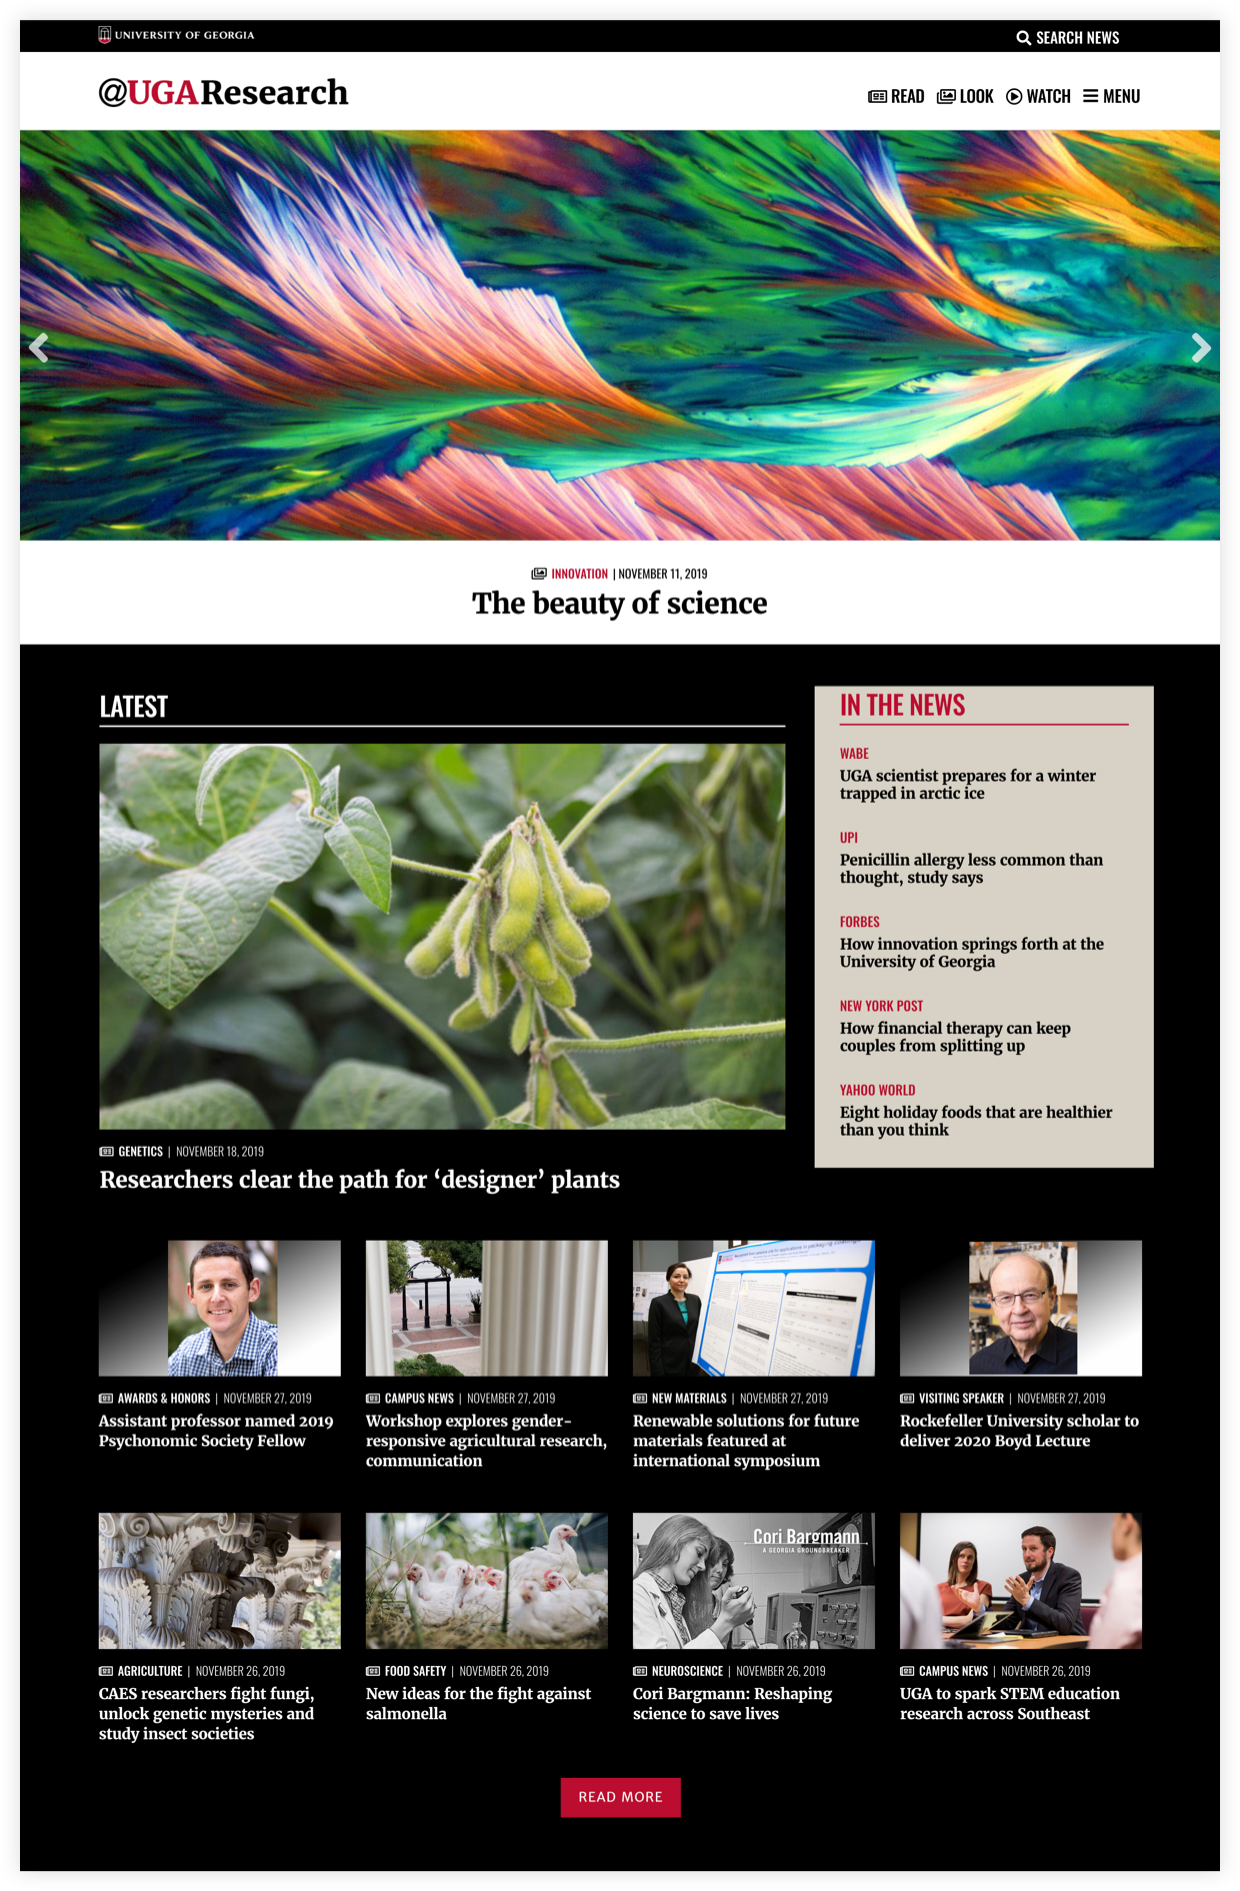 UNIVERSITY OF GEORGIA
SEARCH NEWS
@UGAResearch
READ LOOK WATCH MENU
INNOVATION | NOVEMBER 11, 2019
The beauty of science
LATEST
GENETICS | NOVEMBER 18, 2019
Researchers clear the path for ‘designer’ plants
IN THE NEWS
WABE
UGA scientist prepares for a winter
trapped in arctic ice
UPI
Penicillin allergy less common than
thought, study says
FORBES
How innovation springs forth at the
University of Georgia
NEW YORK POST
How financial therapy can keep
couples from splitting up
YAHOO WORLD
Eight holiday foods that are healthier
than you think
AWARDS & HONORS | NOVEMBER 27, 2019
Assistant professor named 2019
Psychonomic Society Fellow
CAMPUS NEWS | NOVEMBER 27, 2019
Workshop explores gender-
responsive agricultural research,
communication
NEW MATERIALS | NOVEMBER 27, 2019
Renewable solutions for future
materials featured at
international symposium
VISITING SPEAKER | NOVEMBER 27, 2019
Rockefeller University scholar to
deliver 2020 Boyd Lecture
AGRICULTURE | NOVEMBER 26, 2019
CAES researchers fight fungi,
unlock genetic mysteries and
study insect societies
FOOD SAFETY | NOVEMBER 26, 2019
New ideas for the fight against
salmonella
Cori Bargmann
A GEORGIA GROUNDBREAKER
NEUROSCIENCE | NOVEMBER 26, 2019
Cori Bargmann: Reshaping
science to save lives
CAMPUS NEWS | NOVEMBER 26, 2019
UGA to spark STEM education
research across Southeast
READ MORE